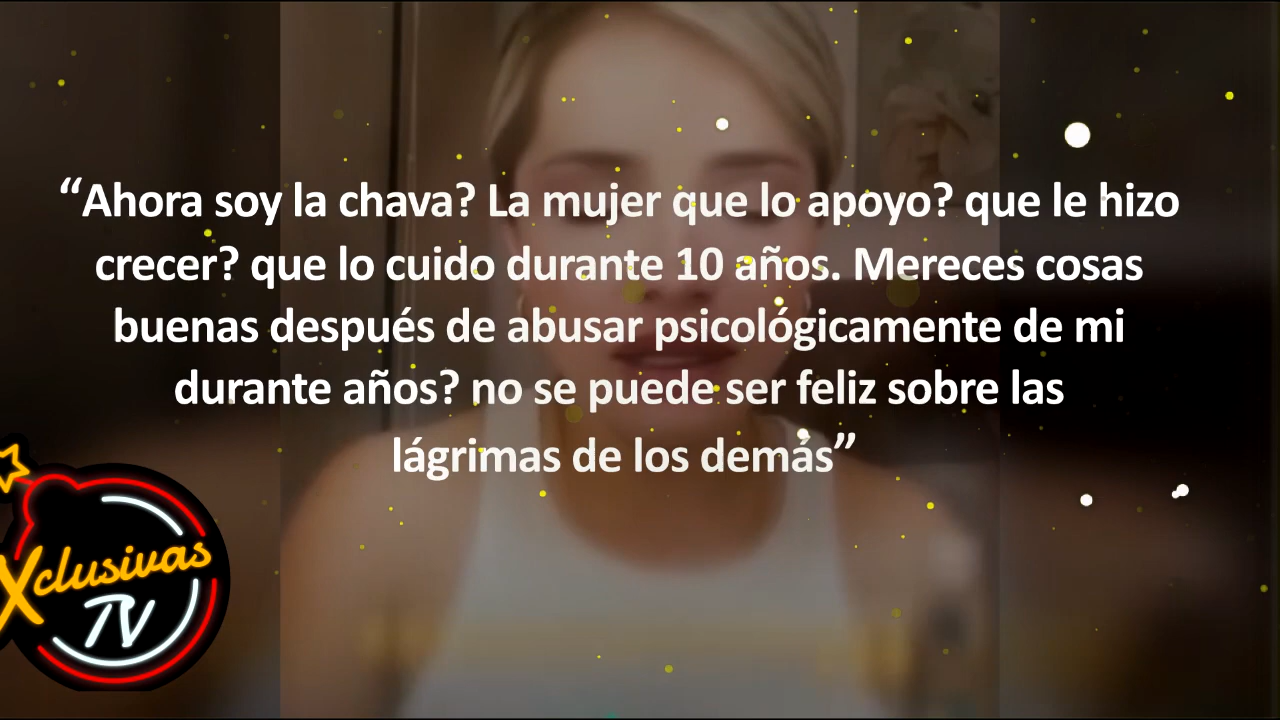 “Ahora soy la chava? La mujer que lo apoyo? que le hizo
crecer? que lo cuido durante 10 años. Mereces cosas
buenas después de abusar psicológicamente de mi
durante años? no se puede ser feliz sobre las
lágrimas de los demás”
Xclusivas
TV